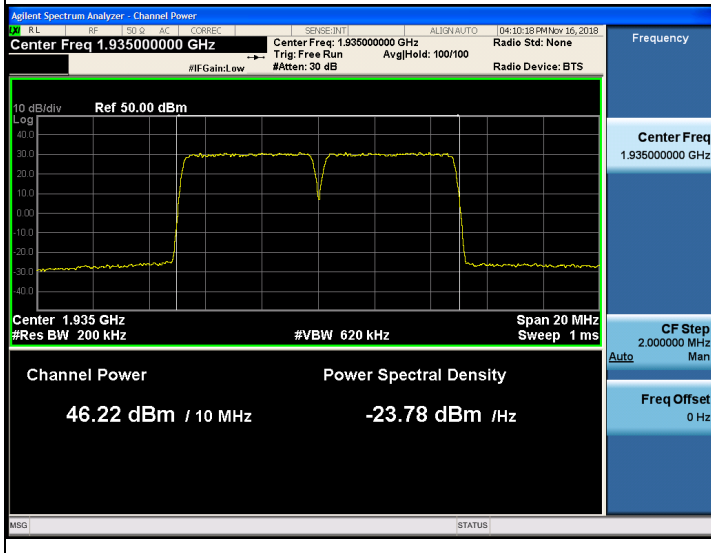 Agilent Spectrum Analyzer - Channel Power
LXI RL RF 50 Ω AC CORREC SENSE:INT ALIGN AUTO 04:10:18 PM Nov 16, 2018
Center Freq 1.935000000 GHz
Center Freq: 1.935000000 GHz
Radio Std: None
Trig: Free Run Avg|Hold: 100/100
#IFGain:Low
#Atten: 30 dB
Radio Device: BTS
Frequency
10 dB/div Ref 50.00 dBm
Log
40.0
30.0
20.0
10.0
0.00
-10.0
-20.0
-30.0
-40.0
Center 1.935 GHz
Span 20 MHz
#Res BW 200 kHz
#VBW 620 kHz
Sweep 1 ms
Channel Power
Power Spectral Density
46.22 dBm / 10 MHz
-23.78 dBm /Hz
Center Freq
1.935000000 GHz
CF Step
2.000000 MHz
Auto Man
Freq Offset
0 Hz
MSG
STATUS